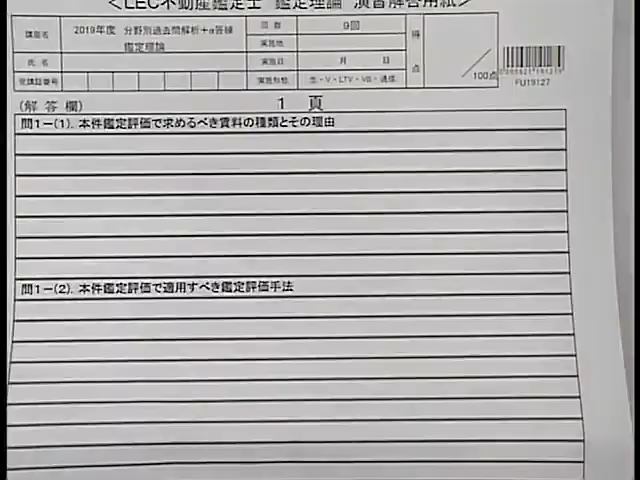 <LEC不動産鑑定士 鑑定理論 演習解答用紙>
講座名 2019年度 分野別過去問解析+α答練 鑑定理論
回数 9回
実施地
氏名
実施日 月 日
受講証番号
実施形態 生・V・LTV・VB・通信
得点 /100点
FU19127
(解答欄) 1 頁
問1-(1). 本件鑑定評価で求めるべき賃料の種類とその理由
問1-(2). 本件鑑定評価で適用すべき鑑定評価手法